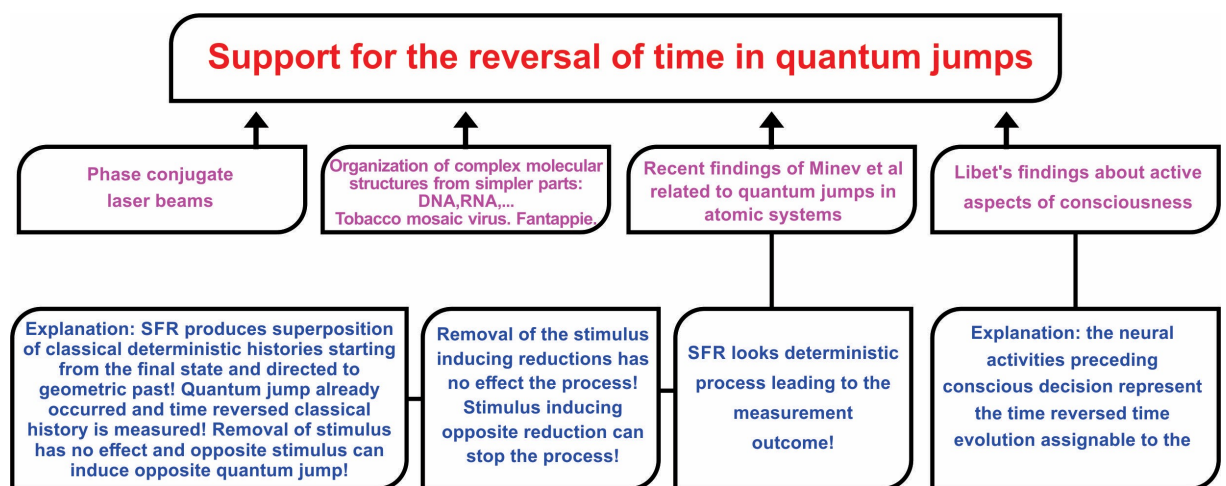 Support for the reversal of time in quantum jumps
Phase conjugate
laser beams
Organization of complex molecular
structures from simpler parts:
DNA,RNA,...
Tobacco mosaic virus. Fantappie.
Recent findings of Minev et al
related to quantum jumps in
atomic systems
Libet's findings about active
aspects of consciousness
Explanation: SFR produces superposition
of classical deterministic histories starting
from the final state and directed to
geometric past! Quantum jump already
occurred and time reversed classical
history is measured! Removal of stimulus
has no effect and opposite stimulus can
induce opposite quantum jump!
Removal of the stimulus
inducing reductions has
no effect the process!
Stimulus inducing
opposite reduction can
stop the process!
SFR looks deterministic
process leading to the
measurement
outcome!
Explanation: the neural
activities preceding
conscious decision represent
the time reversed time
evolution assignable to the